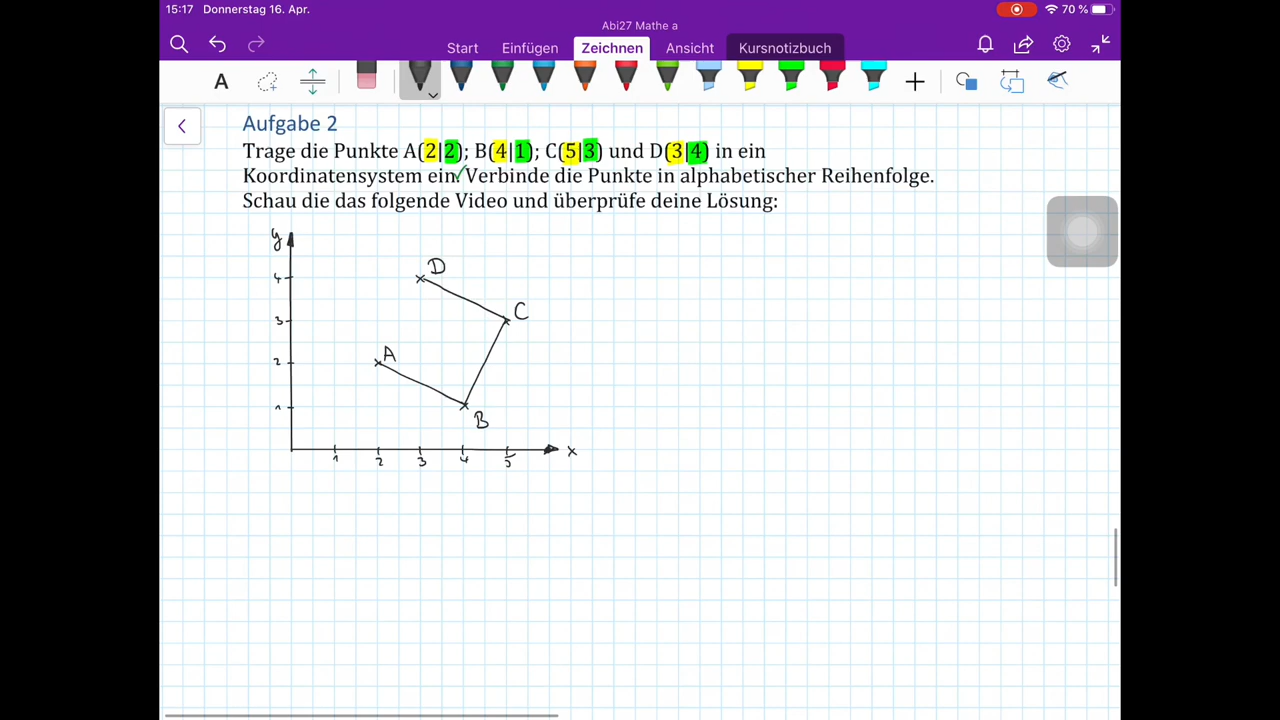 15:17 Donnerstag 16. Apr.
70 %
Abi27 Mathe a
Start Einfügen Zeichnen Ansicht Kursnotizbuch
A
Aufgabe 2
Trage die Punkte A(2|2); B(4|1); C(5|3) und D(3|4) in ein
Koordinatensystem ein. Verbinde die Punkte in alphabetischer Reihenfolge.
Schau die das folgende Video und überprüfe deine Lösung:
y
D
4
C
3
A
2
1
B
x
1 2 3 4 5